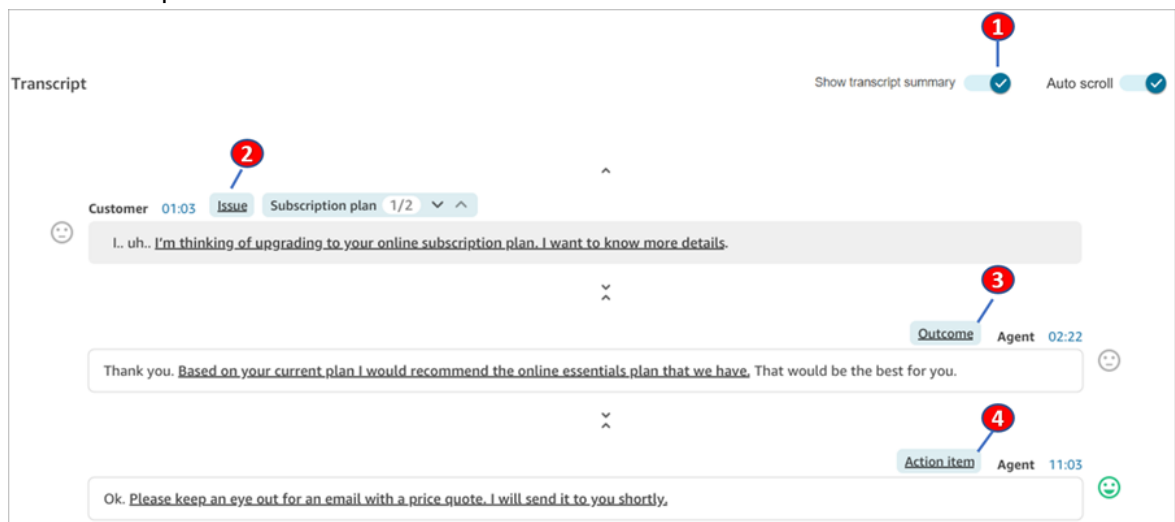 1
Transcript Show transcript summary Auto scroll
2
Customer 01:03 Issue Subscription plan 1/2
I.. uh.. I'm thinking of upgrading to your online subscription plan. I want to know more details.
3
Outcome Agent 02:22
Thank you. Based on your current plan I would recommend the online essentials plan that we have. That would be the best for you.
4
Action item Agent 11:03
Ok. Please keep an eye out for an email with a price quote. I will send it to you shortly.